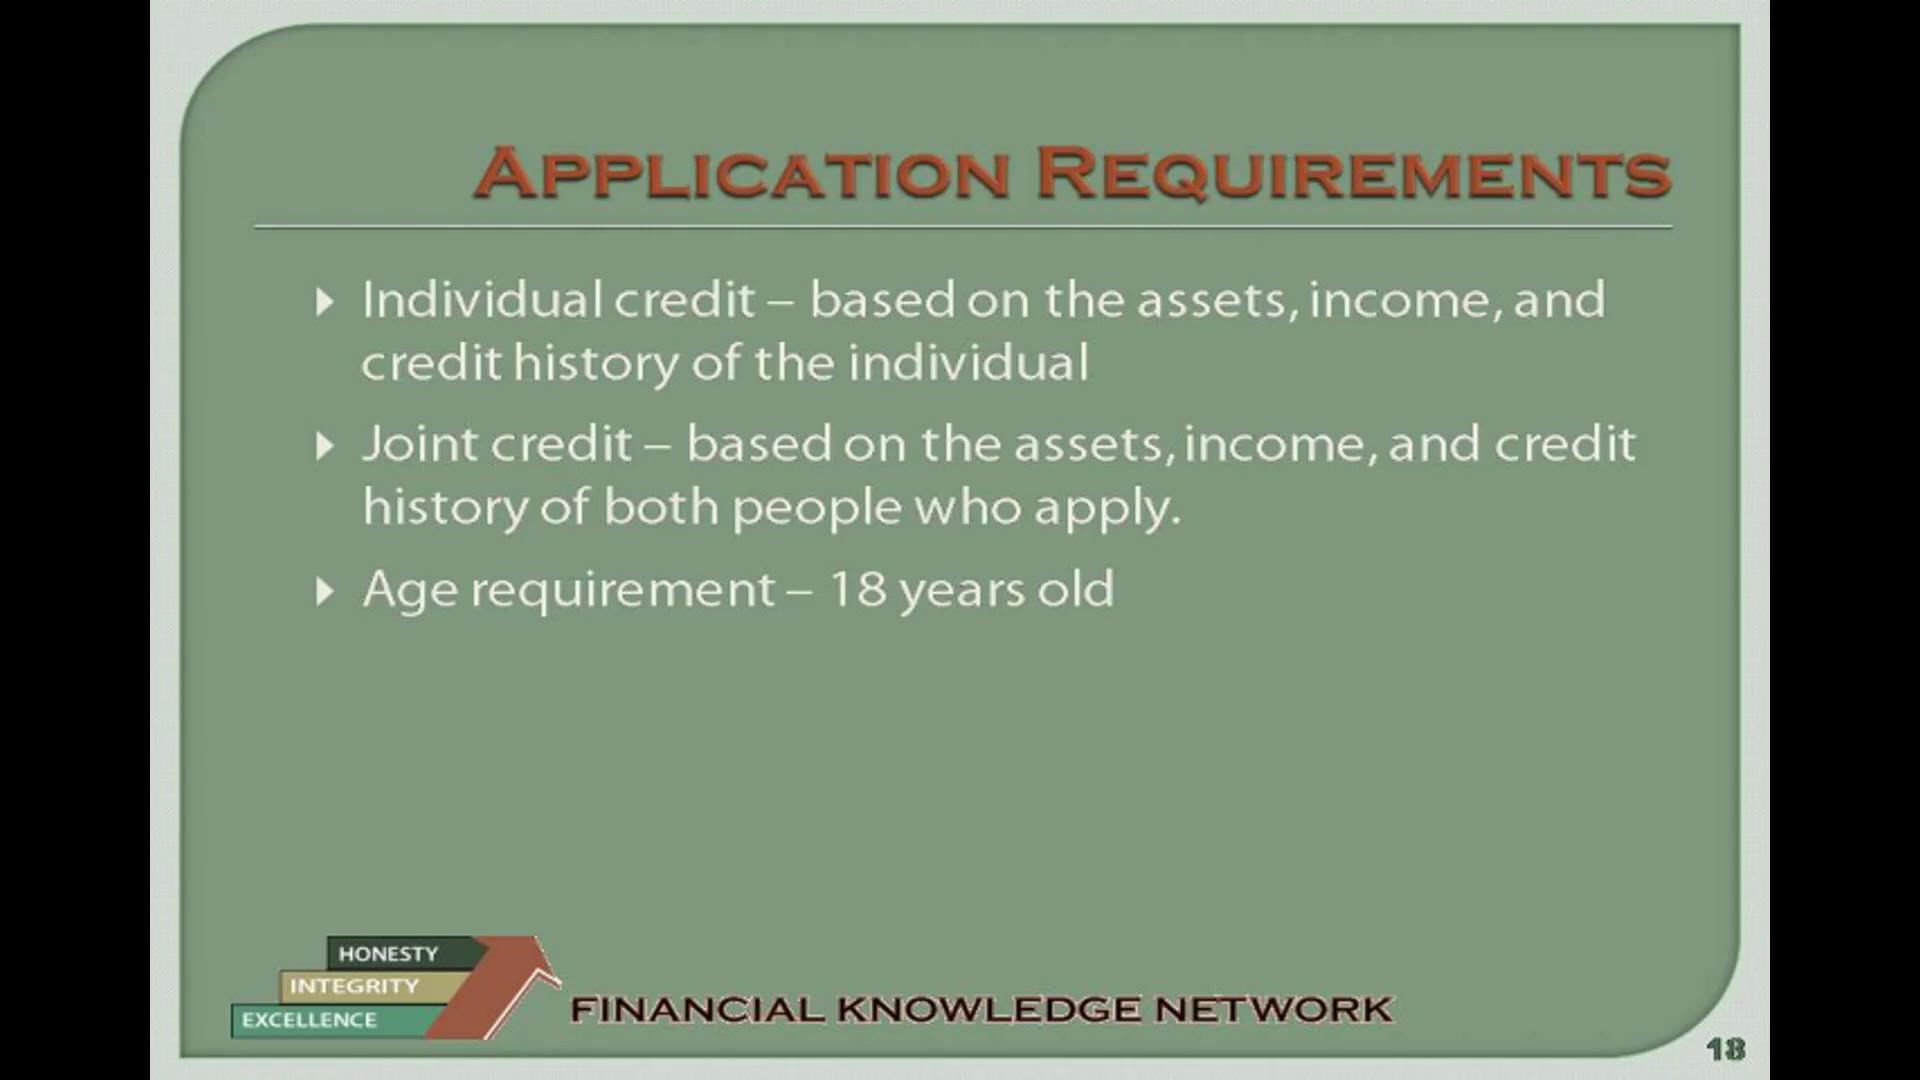 APPLICATION REQUIREMENTS
Individual credit – based on the assets, income, and
credit history of the individual
Joint credit – based on the assets, income, and credit
history of both people who apply.
Age requirement – 18 years old
HONESTY
INTEGRITY
EXCELLENCE
FINANCIAL KNOWLEDGE NETWORK
18